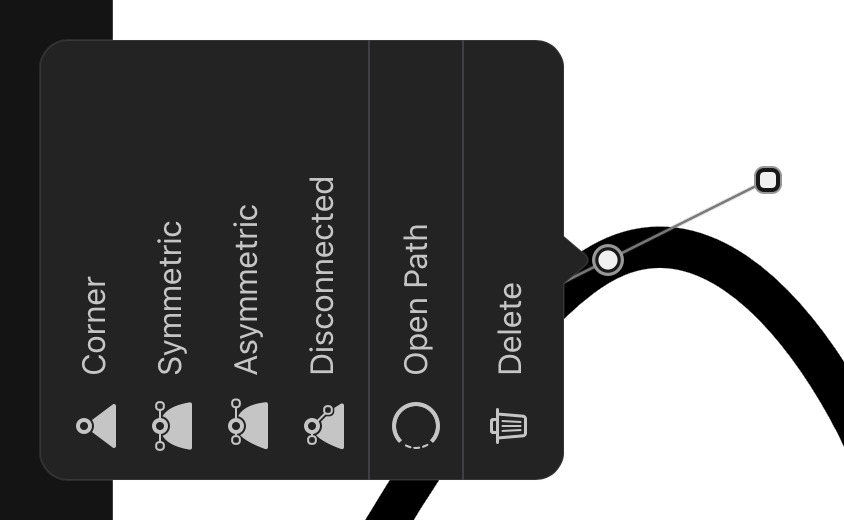 Corner
Symmetric
Asymmetric
Disconnected
Open Path
Delete